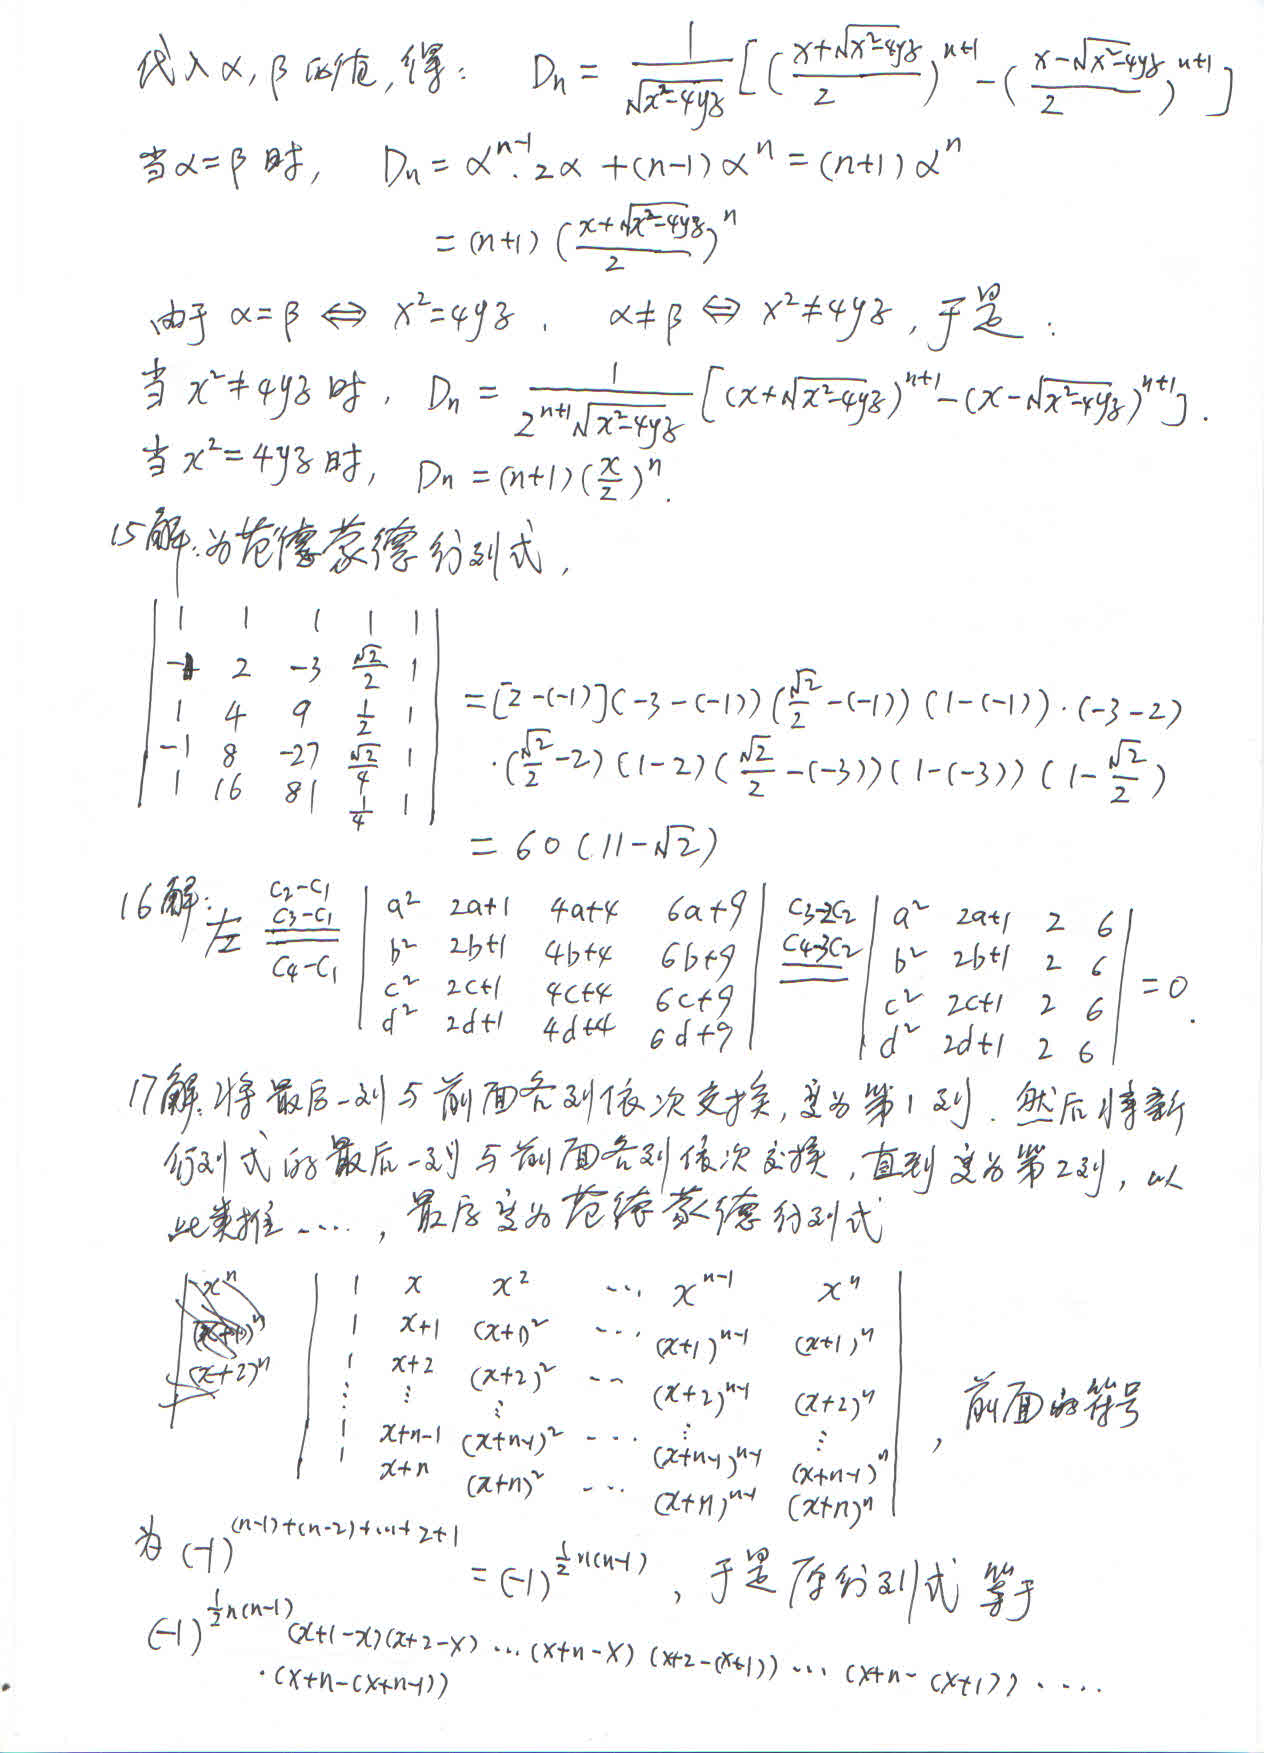 代入α,β的值,得: Dn = 1/√(x²-4yz) [((x+√(x²-4yz))/2)^(n+1) - ((x-√(x²-4yz))/2)^(n+1)]
当α=β时, Dn = α^(n-1)·2α + (n-1)α^n = (n+1)α^n
= (n+1)((x+√(x²-4yz))/2)^n
由于 α=β ⇔ x²=4yz, α≠β ⇔ x²≠4yz, 于是:
当 x²≠4yz 时, Dn = 1/(2^(n+1)√(x²-4yz)) [(x+√(x²-4yz))^(n+1) - (x-√(x²-4yz))^(n+1)].
当 x²=4yz 时, Dn = (n+1)(x/2)^n.
15解:为范德蒙德行列式,
| 1 1 1 1 1 |
| -1 2 -3 √2/2 1 |
| 1 4 9 1/2 1 |
| -1 8 -27 √2/4 1 |
| 1 16 81 1/4 1 |
= [2-(-1)](-3-(-1))(√2/2-(-1))(1-(-1))·(-3-2)
·(√2/2-2)(1-2)(√2/2-(-3))(1-(-3))(1-√2/2)
= 60(11-√2)
16解: 左 C2-C1 C3-C1 C4-C1
| a² 2a+1 4a+4 6a+9 |
| b² 2b+1 4b+4 6b+9 |
| c² 2c+1 4c+4 6c+9 |
| d² 2d+1 4d+4 6d+9 |
C3-2C2 C4-3C2
| a² 2a+1 2 6 |
| b² 2b+1 2 6 |
| c² 2c+1 2 6 |
| d² 2d+1 2 6 |
= 0.
17解:将最后一列与前面各列依次交换,变为第1列.然后将新
行列式的最后一列与前面各列依次交换,直到变为第2列,以
此类推……,最后变为范德蒙德行列式
x^n
(x+1)^n
(x+2)^n
| 1 x x² … x^(n-1) x^n |
| 1 x+1 (x+1)² … (x+1)^(n-1) (x+1)^n |
| 1 x+2 (x+2)² … (x+2)^(n-1) (x+2)^n |
| ⋮ ⋮ ⋮ ⋮ ⋮ |
| 1 x+n-1 (x+n-1)² … (x+n-1)^(n-1) (x+n-1)^n |
| 1 x+n (x+n)² … (x+n)^(n-1) (x+n)^n |
,前面的符号
为 (-1)^((n-1)+(n-2)+…+2+1) = (-1)^(½n(n-1)), 于是原行列式等于
(-1)^(½n(n-1)) (x+1-x)(x+2-x)…(x+n-x)(x+2-(x+1))…(x+n-(x+1))····
·(x+n-(x+n-1))